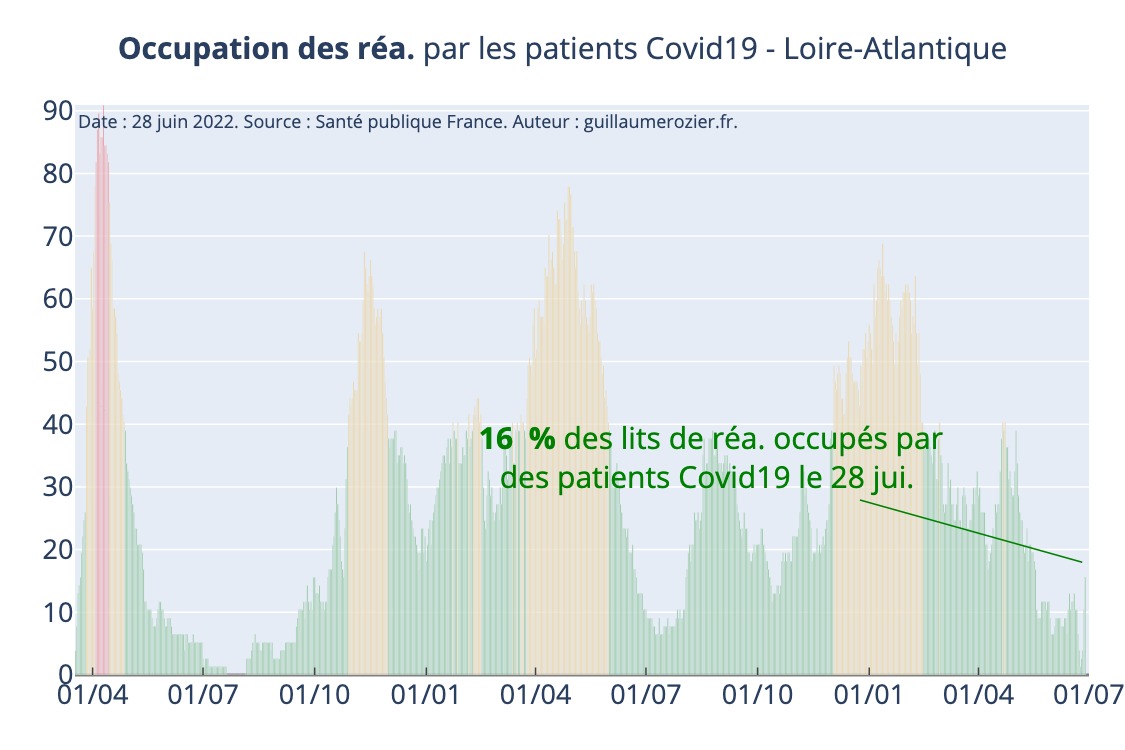 Occupation des réa. par les patients Covid19 - Loire-Atlantique
90
Date : 28 juin 2022. Source : Santé publique France. Auteur : guillaumerozier.fr.
80
70
60
50
40
16 % des lits de réa. occupés par
des patients Covid19 le 28 jui.
30
20
10
0
01/04 01/07 01/10 01/01 01/04 01/07 01/10 01/01 01/04 01/07